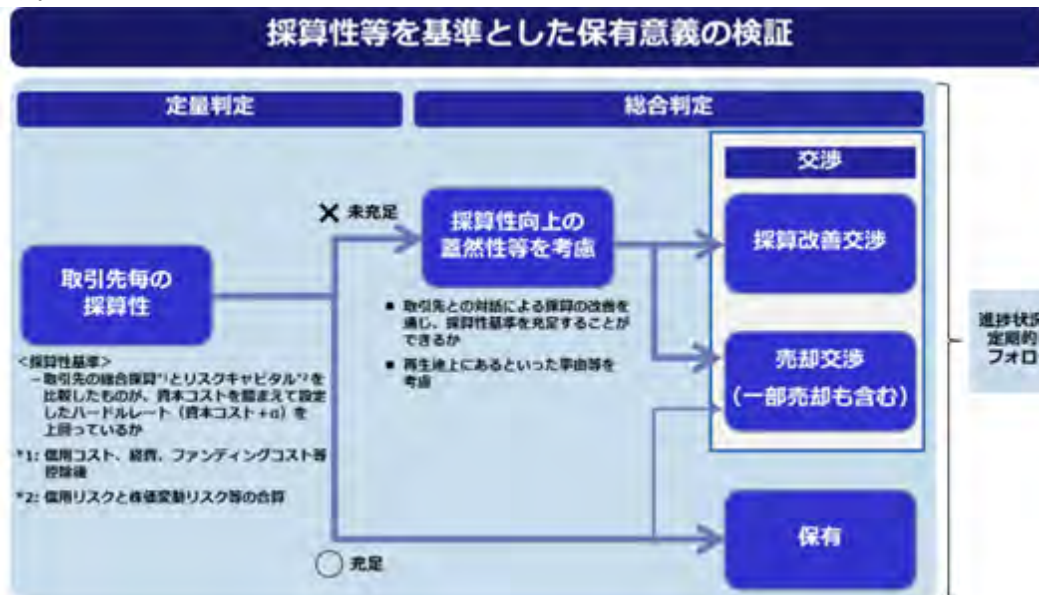 採算性等を基準とした保有意義の検証
定量判定
総合判定
交渉
✕ 未充足
採算性向上の
蓋然性等を考慮
採算改善交渉
取引先毎の
採算性
■ 取引先との対話による採算の改善を
通し、採算性基準を充足することが
できるか
■ 再生途上にあるといった事由等を
考慮
売却交渉
(一部売却も含む)
<採算性基準>
－取引先の総合採算*1とリスクキャピタル*2を
比較したものが、資本コストを踏まえて設定
したハードルレート（資本コスト+α）を
上回っているか
*1: 信用コスト、経費、ファンディングコスト等
控除後
*2: 信用リスクと株価変動リスク等の合算
◯ 充足
保有
進捗状況
定期的
フォロ